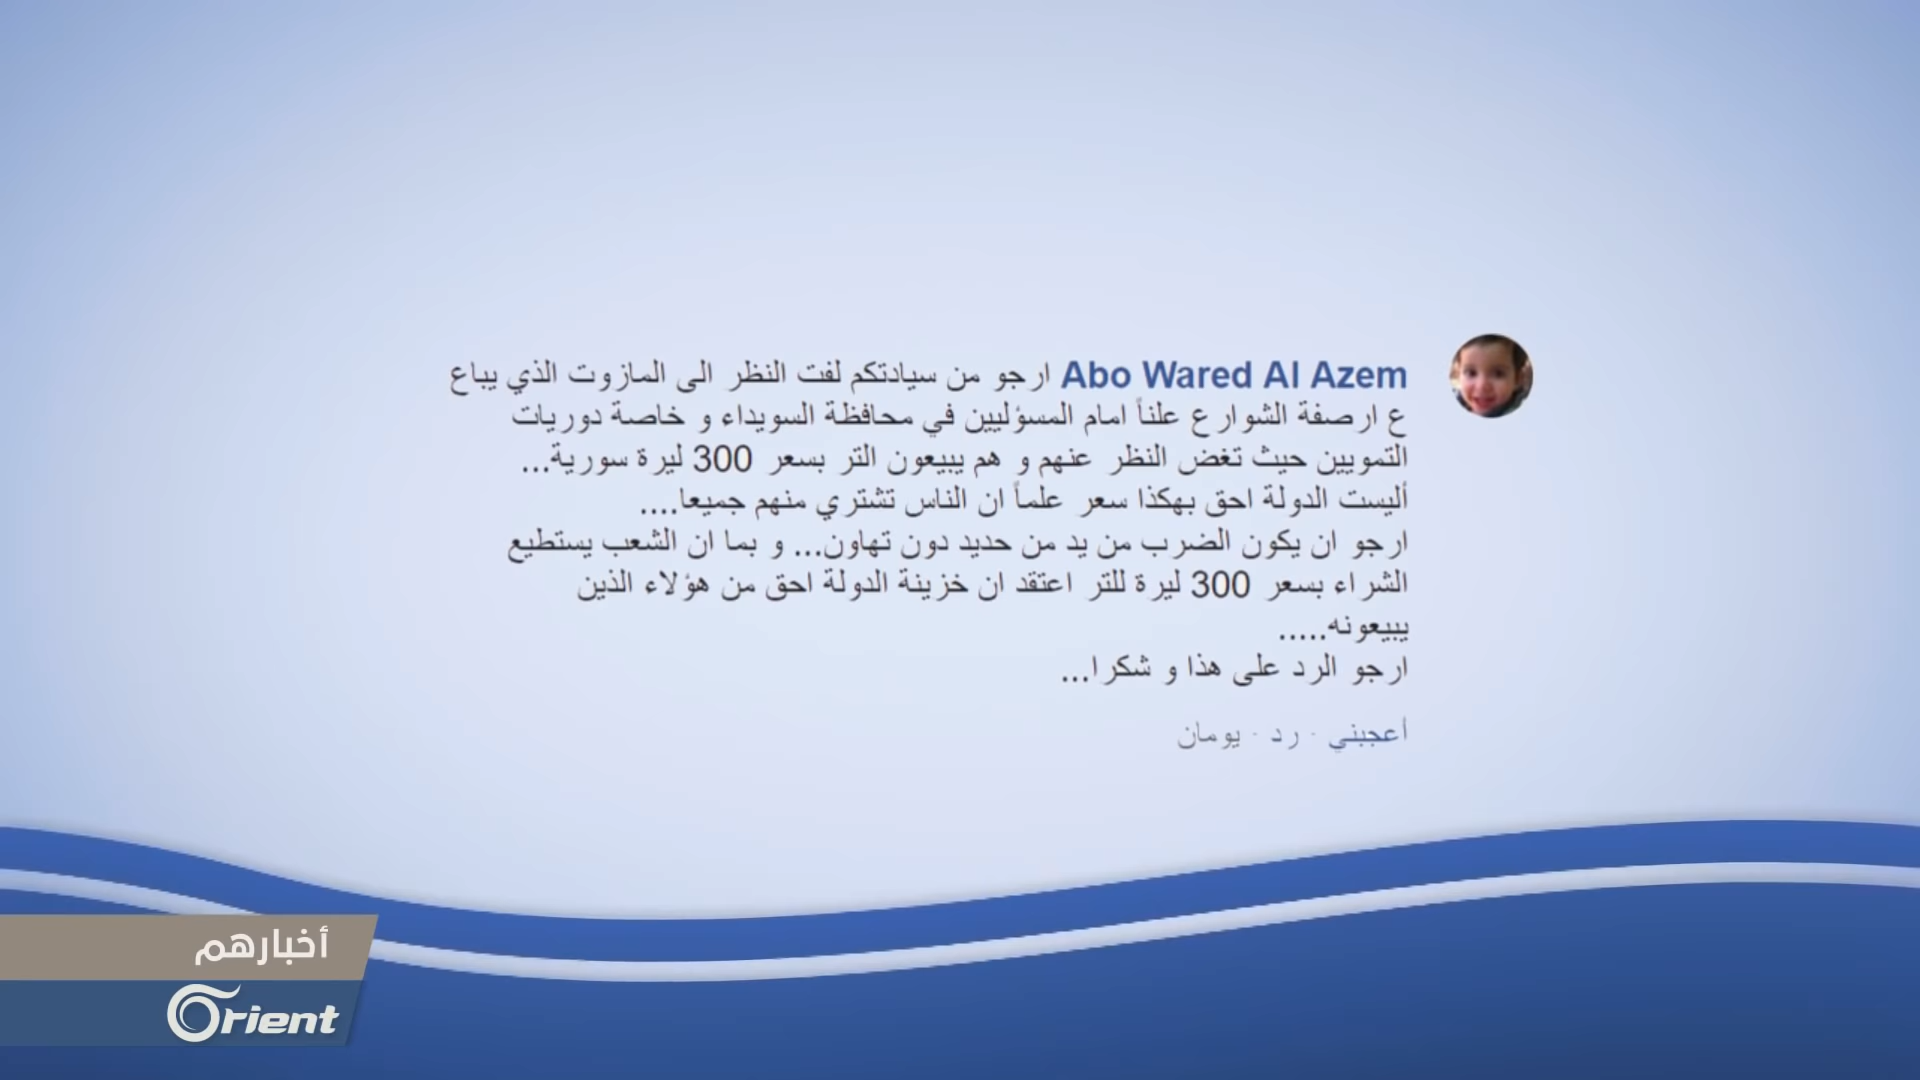 Abo Wared Al Azem ارجو من سيادتكم لفت النظر الى المازوت الذي يباع
ع ارصفة الشوارع علناً امام المسؤليين في محافظة السويداء و خاصة دوريات
التمويين حيث تغض النظر عنهم و هم يبيعون التر بسعر 300 ليرة سورية...
أليست الدولة احق بهكذا سعر علماً ان الناس تشتري منهم جميعا....
ارجو ان يكون الضرب من يد من حديد دون تهاون... و بما ان الشعب يستطيع
الشراء بسعر 300 ليرة للتر اعتقد ان خزينة الدولة احق من هؤلاء الذين
يبيعونه.....
ارجو الرد على هذا و شكرا...
أعجبني · رد · يومان
أخبارهم
Orient